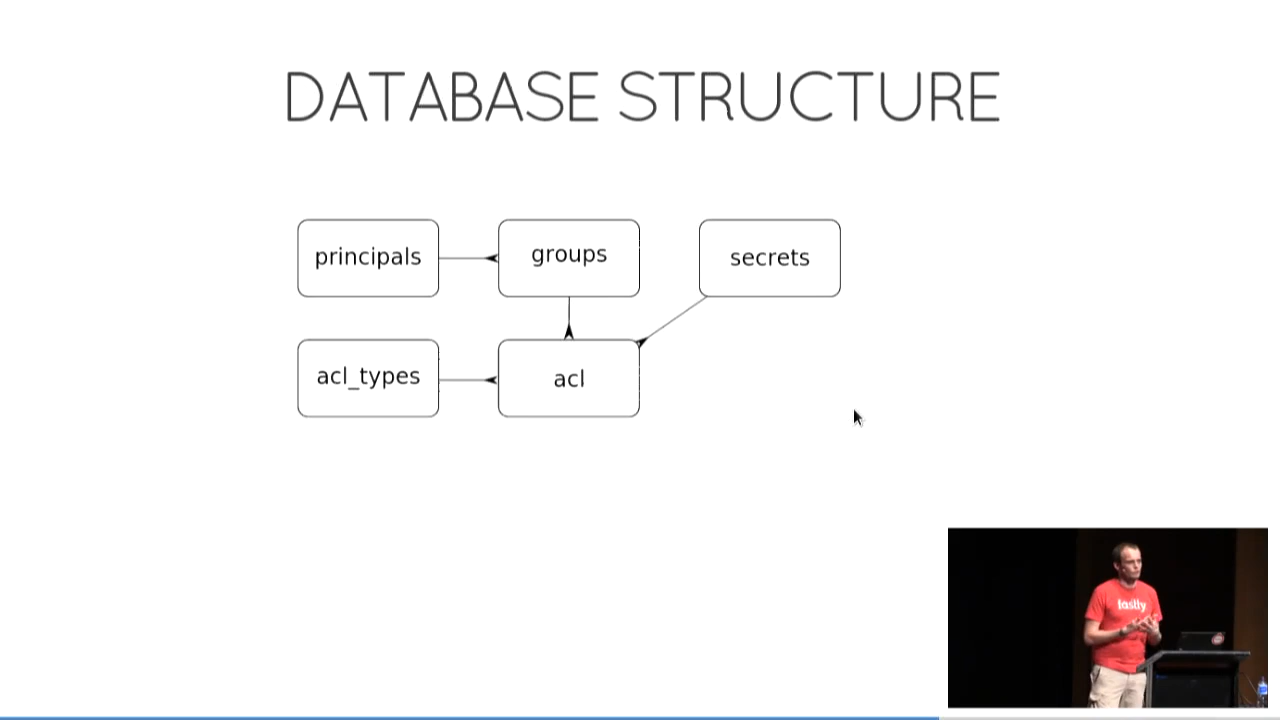 DATABASE STRUCTURE
principals
groups
secrets
acl_types
acl
fastly